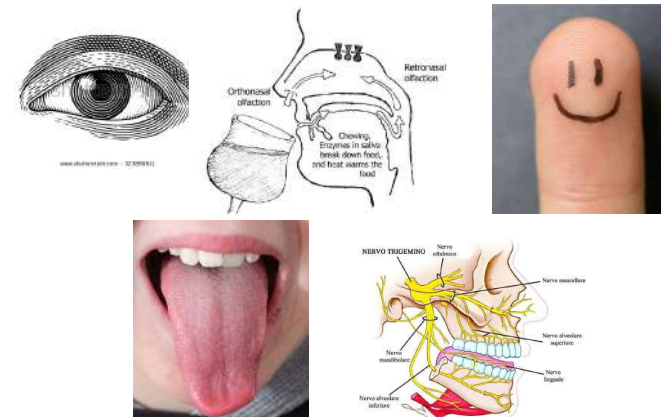 www.shutterstock.com ·
Orthonasal
olfaction
Retronasal
olfaction
Chewing,
Enzymes in saliva
break down food,
and heat warms the
food
NERVO TRIGEMINO
Nervo
oftalmico
Nervo mascellare
Nervo alveolare
superiore
Nervo
mandibolare
Nervo
linguale
Nervo alveolare
inferiore